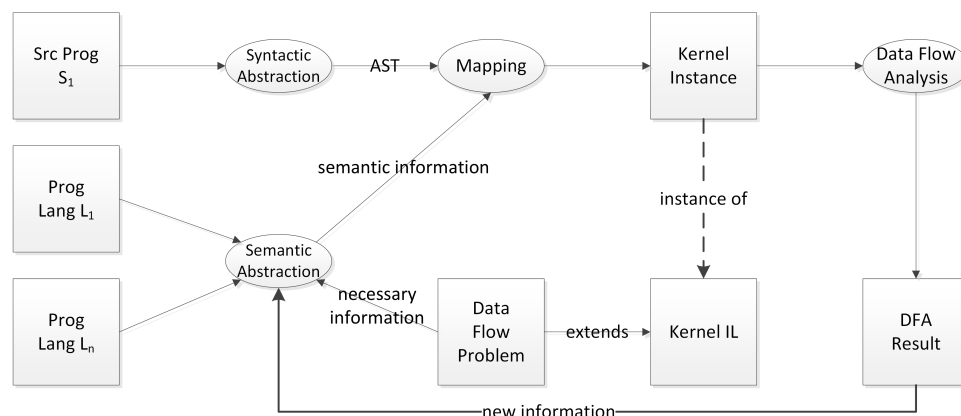 Src Prog
S₁
Syntactic
Abstraction
AST
Mapping
Kernel
Instance
Data Flow
Analysis
semantic information
Prog
Lang L₁
instance of
Semantic
Abstraction
necessary
information
Prog
Lang Lₙ
Data
Flow
Problem
extends
Kernel IL
DFA
Result
new information